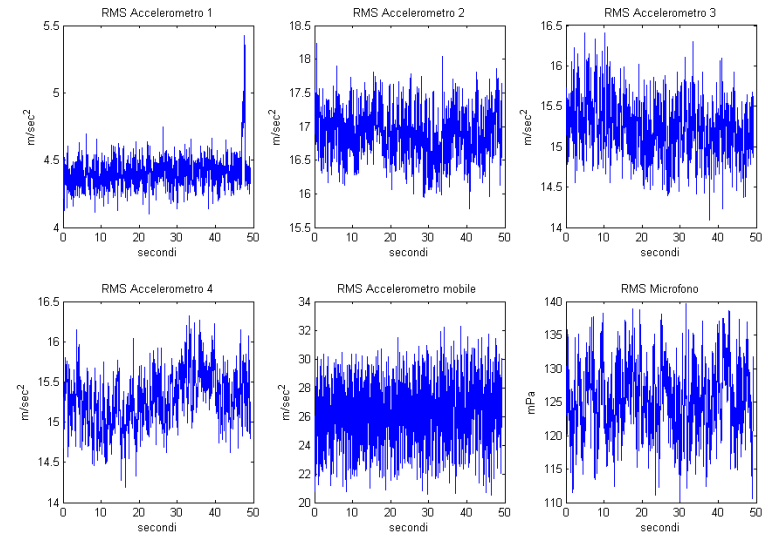 RMS Accelerometro 1
5.5
5
4.5
4
m/sec²
0 10 20 30 40 50
secondi
RMS Accelerometro 2
18.5
18
17.5
17
16.5
16
15.5
m/sec²
0 10 20 30 40 50
secondi
RMS Accelerometro 3
16.5
16
15.5
15
14.5
14
m/sec²
0 10 20 30 40 50
secondi
RMS Accelerometro 4
16.5
16
15.5
15
14.5
14
m/sec²
0 10 20 30 40 50
secondi
RMS Accelerometro mobile
34
32
30
28
26
24
22
20
m/sec²
0 10 20 30 40 50
secondi
RMS Microfono
140
135
130
125
120
115
110
mPa
0 10 20 30 40 50
secondi